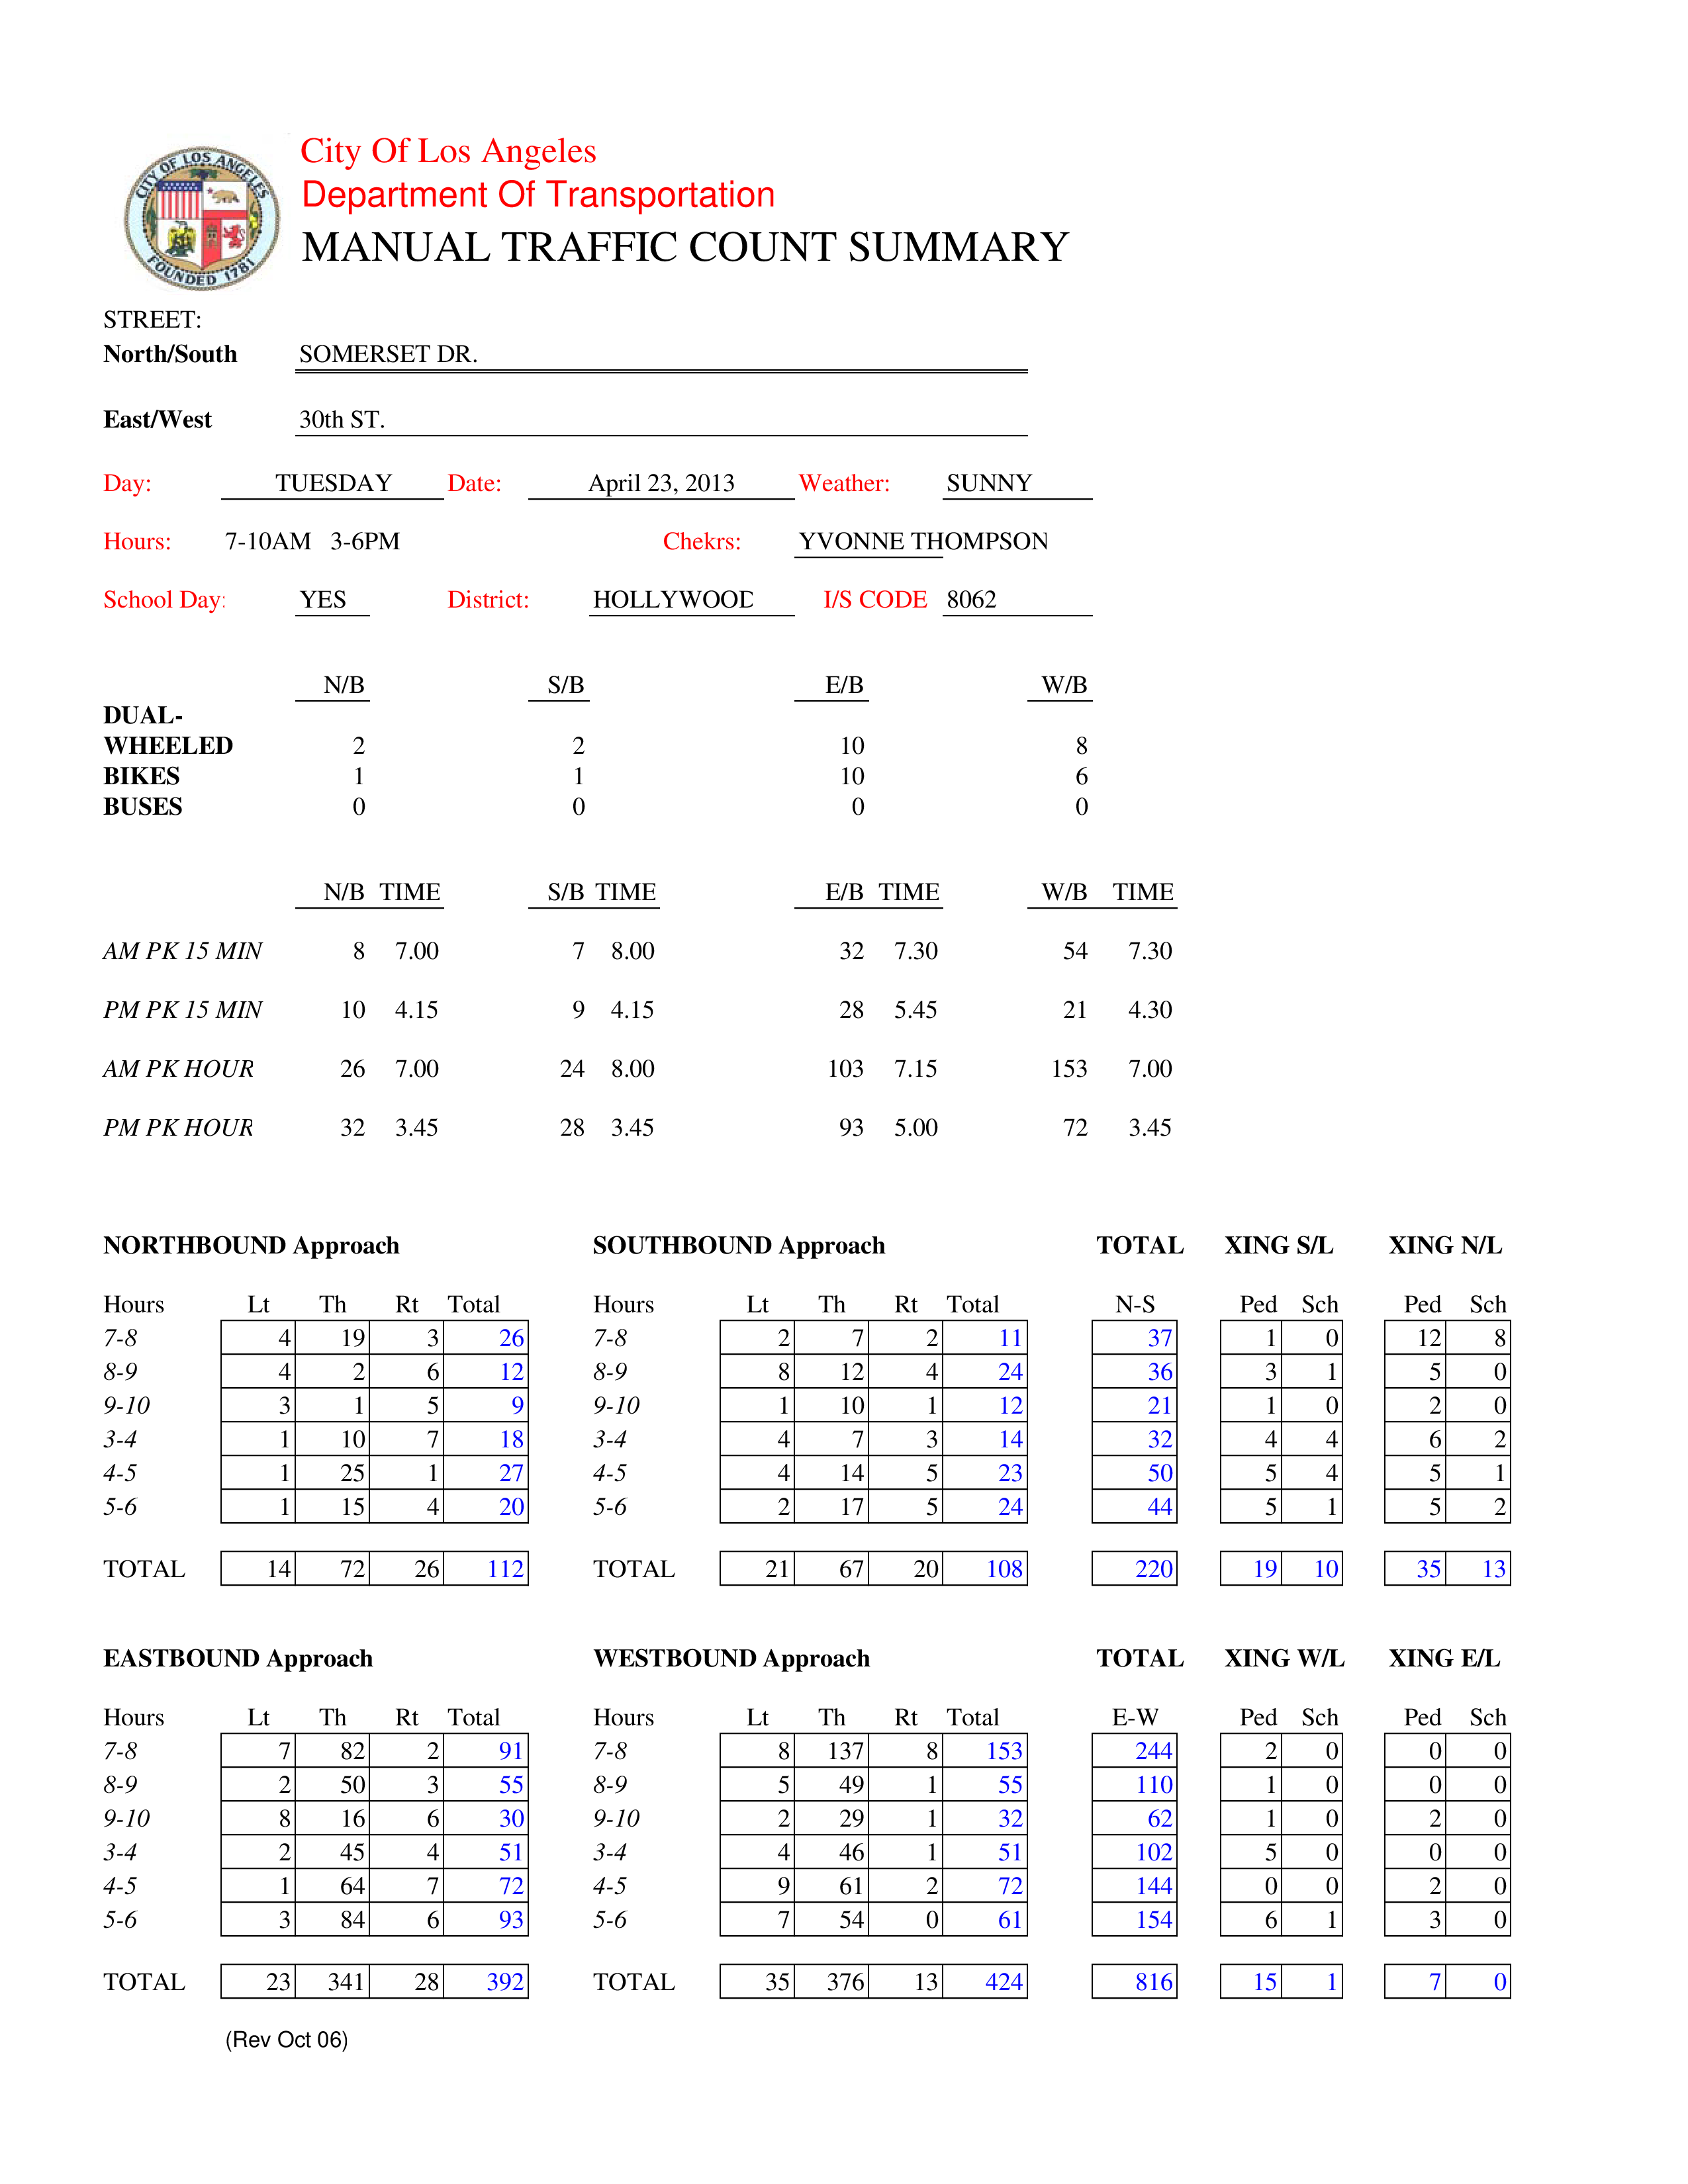 CITY OF LOS ANGELES
FOUNDED 1781
City Of Los Angeles
Department Of Transportation
MANUAL TRAFFIC COUNT SUMMARY
STREET:
North/South SOMERSET DR.
East/West 30th ST.
Day: TUESDAY Date: April 23, 2013 Weather: SUNNY
Hours: 7-10AM 3-6PM Chekrs: YVONNE THOMPSON
School Day: YES District: HOLLYWOOD I/S CODE 8062
N/B S/B E/B W/B
DUAL-
WHEELED 2 2 10 8
BIKES 1 1 10 6
BUSES 0 0 0 0
N/B TIME S/B TIME E/B TIME W/B TIME
AM PK 15 MIN 8 7.00 7 8.00 32 7.30 54 7.30
PM PK 15 MIN 10 4.15 9 4.15 28 5.45 21 4.30
AM PK HOUR 26 7.00 24 8.00 103 7.15 153 7.00
PM PK HOUR 32 3.45 28 3.45 93 5.00 72 3.45
NORTHBOUND Approach SOUTHBOUND Approach TOTAL XING S/L XING N/L
Hours Lt Th Rt Total Hours Lt Th Rt Total N-S Ped Sch Ped Sch
7-8 4 19 3 26 7-8 2 7 2 11 37 1 0 12 8
8-9 4 2 6 12 8-9 8 12 4 24 36 3 1 5 0
9-10 3 1 5 9 9-10 1 10 1 12 21 1 0 2 0
3-4 1 10 7 18 3-4 4 7 3 14 32 4 4 6 2
4-5 1 25 1 27 4-5 4 14 5 23 50 5 4 5 1
5-6 1 15 4 20 5-6 2 17 5 24 44 5 1 5 2
TOTAL 14 72 26 112 TOTAL 21 67 20 108 220 19 10 35 13
EASTBOUND Approach WESTBOUND Approach TOTAL XING W/L XING E/L
Hours Lt Th Rt Total Hours Lt Th Rt Total E-W Ped Sch Ped Sch
7-8 7 82 2 91 7-8 8 137 8 153 244 2 0 0 0
8-9 2 50 3 55 8-9 5 49 1 55 110 1 0 0 0
9-10 8 16 6 30 9-10 2 29 1 32 62 1 0 2 0
3-4 2 45 4 51 3-4 4 46 1 51 102 5 0 0 0
4-5 1 64 7 72 4-5 9 61 2 72 144 0 0 2 0
5-6 3 84 6 93 5-6 7 54 0 61 154 6 1 3 0
TOTAL 23 341 28 392 TOTAL 35 376 13 424 816 15 1 7 0
(Rev Oct 06)